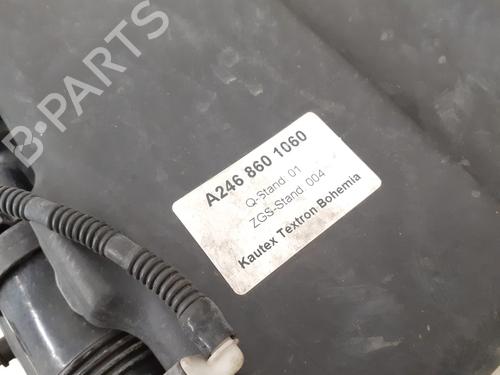 B-PARTS
A246 860 1060
Q-Stand: 01
ZGS-Stand: 004
Kautex Textron Bohemia